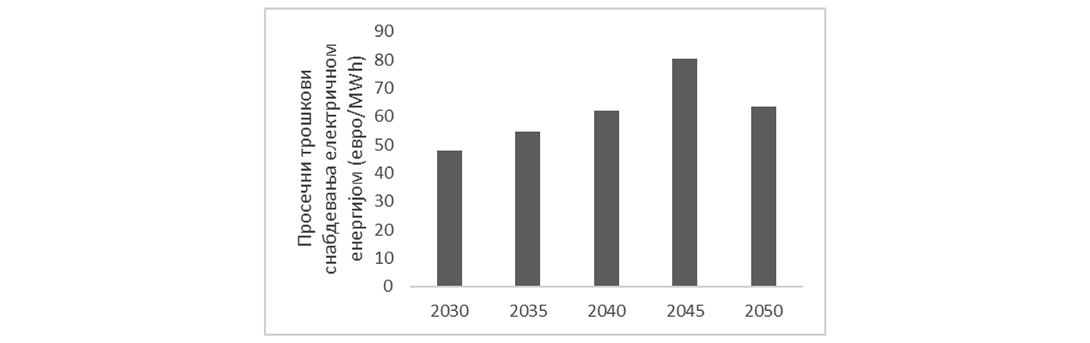 Просечни трошкови
снабдевања електричном
енергијом (евро/MWh)
90
80
70
60
50
40
30
20
10
0
2030 2035 2040 2045 2050